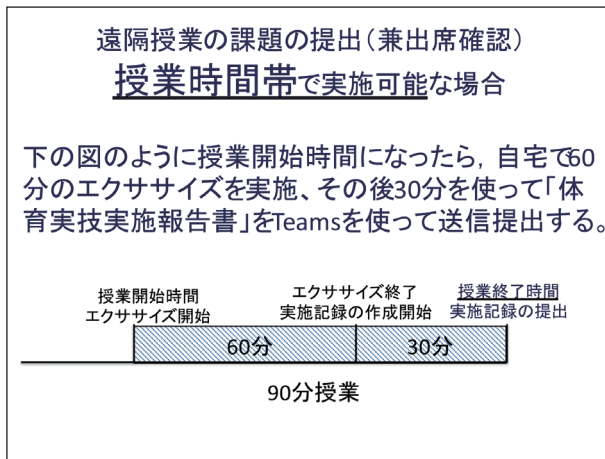 遠隔授業の課題の提出（兼出席確認）
授業時間帯で実施可能な場合
下の図のように授業開始時間になったら，自宅で60
分のエクササイズを実施、その後30分を使って「体
育実技実施報告書」をTeamsを使って送信提出する。
授業開始時間
エクササイズ開始
エクササイズ終了
実施記録の作成開始
授業終了時間
実施記録の提出
60分
30分
90分授業